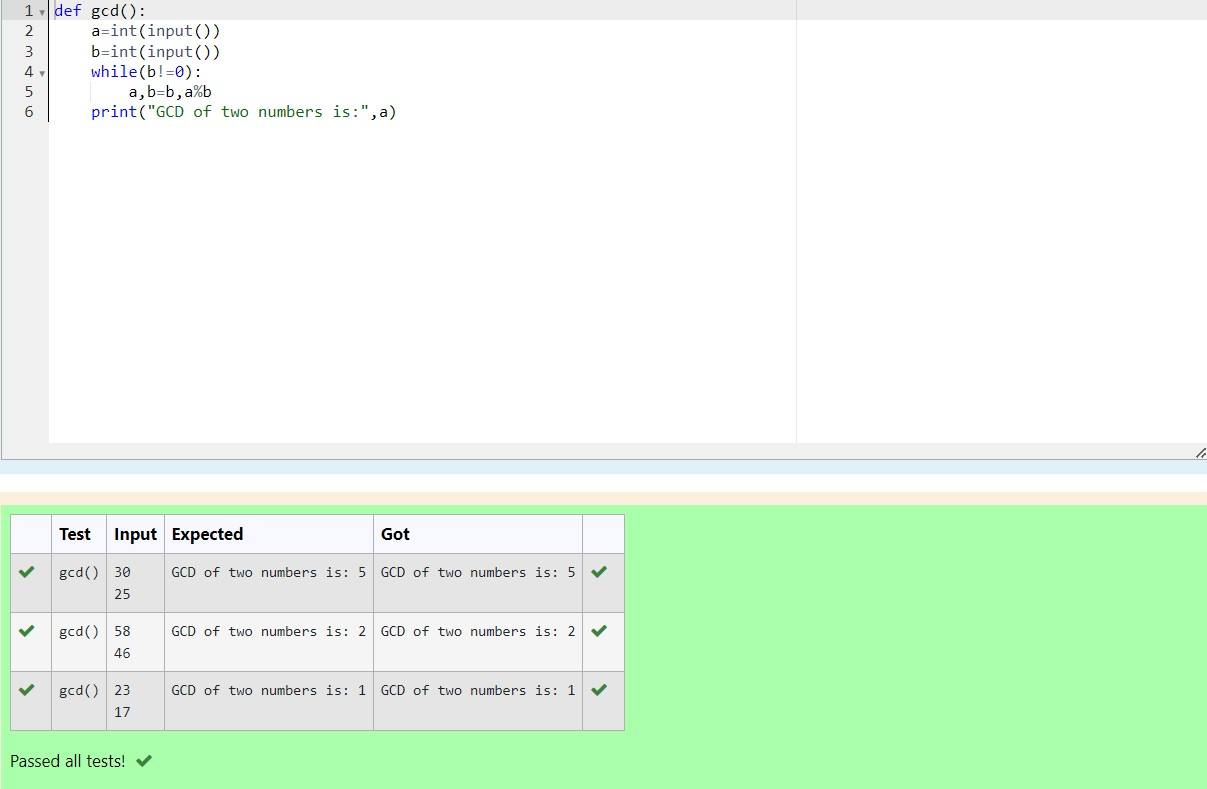 1 def gcd():
2     a=int(input())
3     b=int(input())
4     while(b!=0):
5         a,b=b,a%b
6     print("GCD of two numbers is:",a)
Test Input Expected Got
gcd() 30 GCD of two numbers is: 5 GCD of two numbers is: 5
25
gcd() 58 GCD of two numbers is: 2 GCD of two numbers is: 2
46
gcd() 23 GCD of two numbers is: 1 GCD of two numbers is: 1
17
Passed all tests!